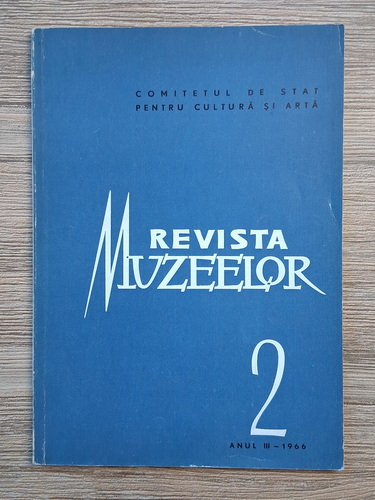 COMITETUL DE STAT
PENTRU CULTURĂ ȘI ARTĂ
REVISTA
MUZEELOR
2
ANUL III - 1966